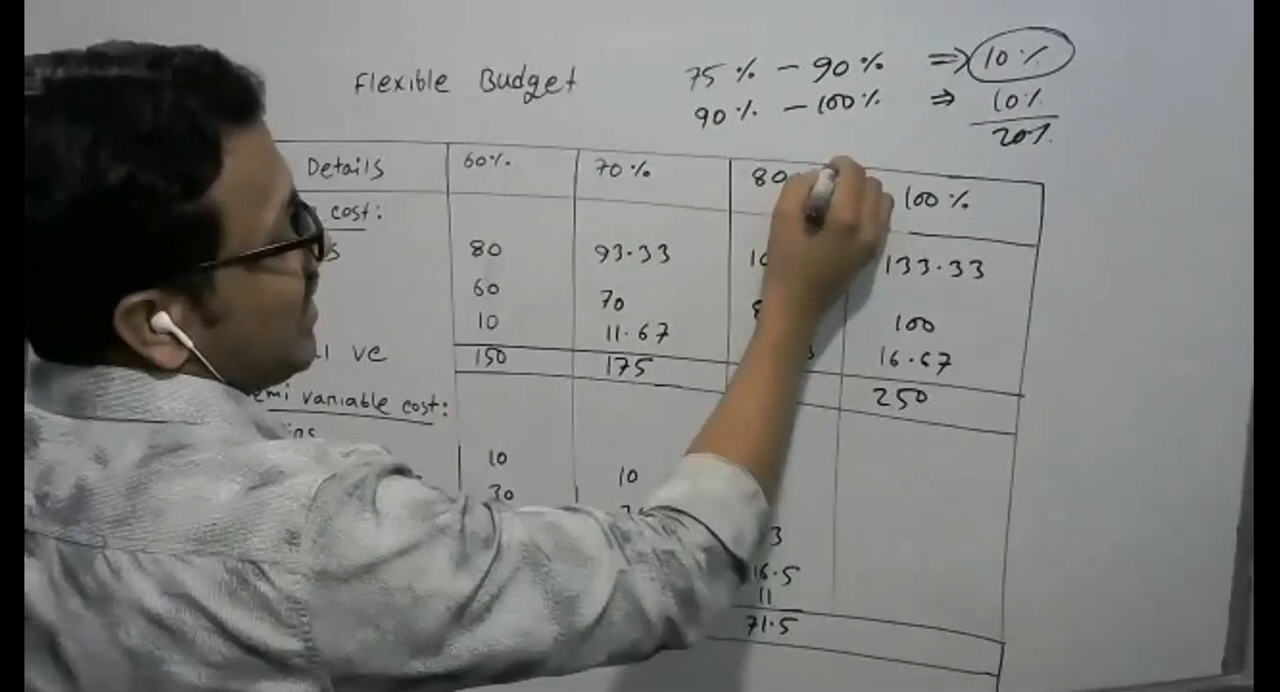 Flexible Budget
75% - 90% ⇒ 10%
90% - 100% ⇒ 10%
20%
Details 60% 70% 80 100%
cost:
80 93.33 10 133.33
60 70 100
10 11.67 16.67
ve 150 175 250
variable cost:
10 10
30
3
16.5
11
71.5